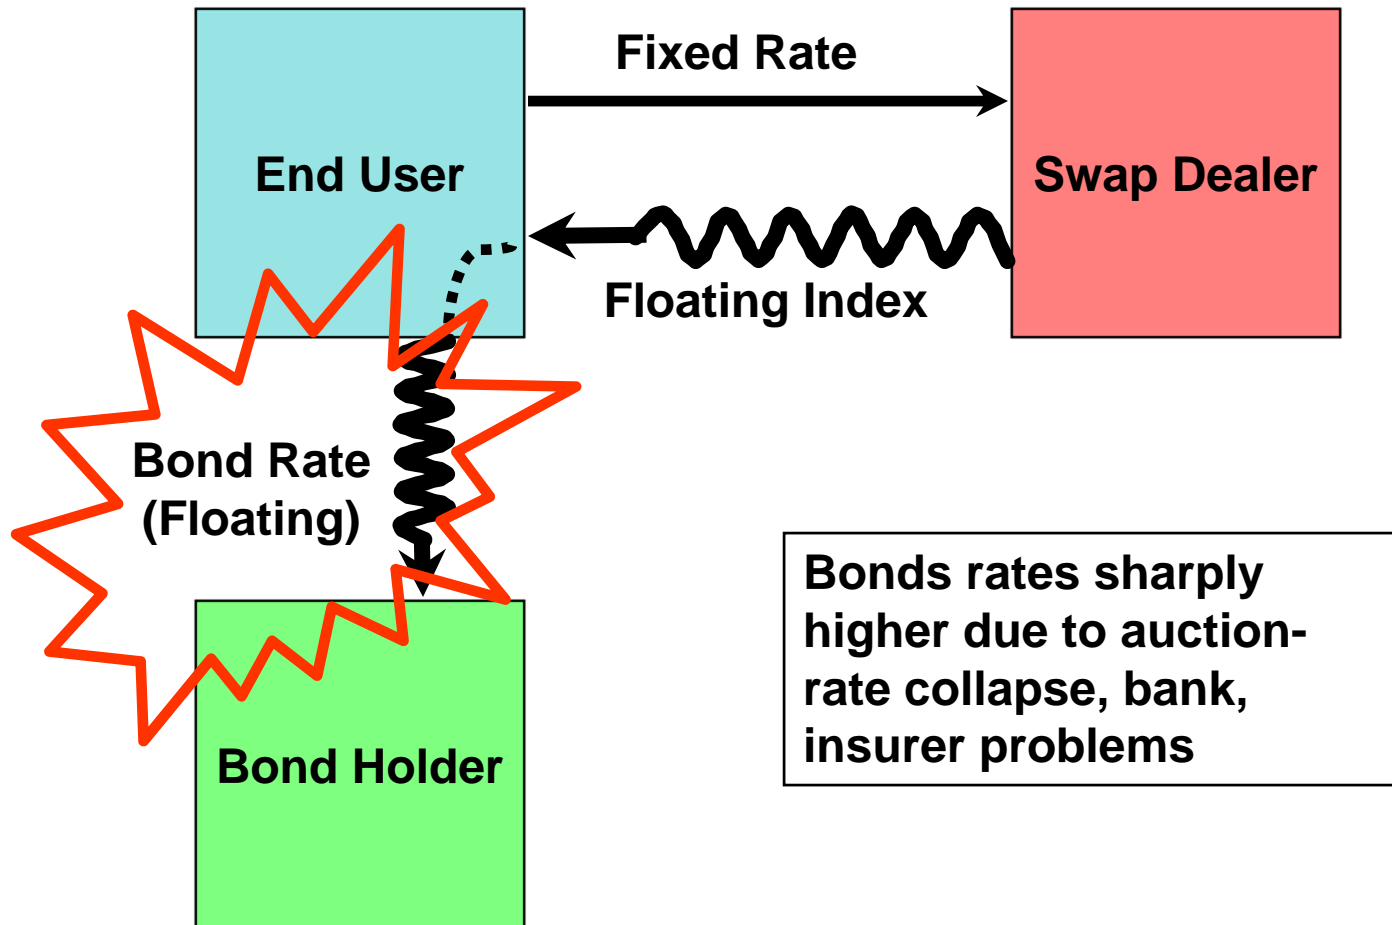 Fixed Rate
End User
Swap Dealer
Floating Index
Bond Rate
(Floating)
Bonds rates sharply
higher due to auction-
rate collapse, bank,
insurer problems
Bond Holder